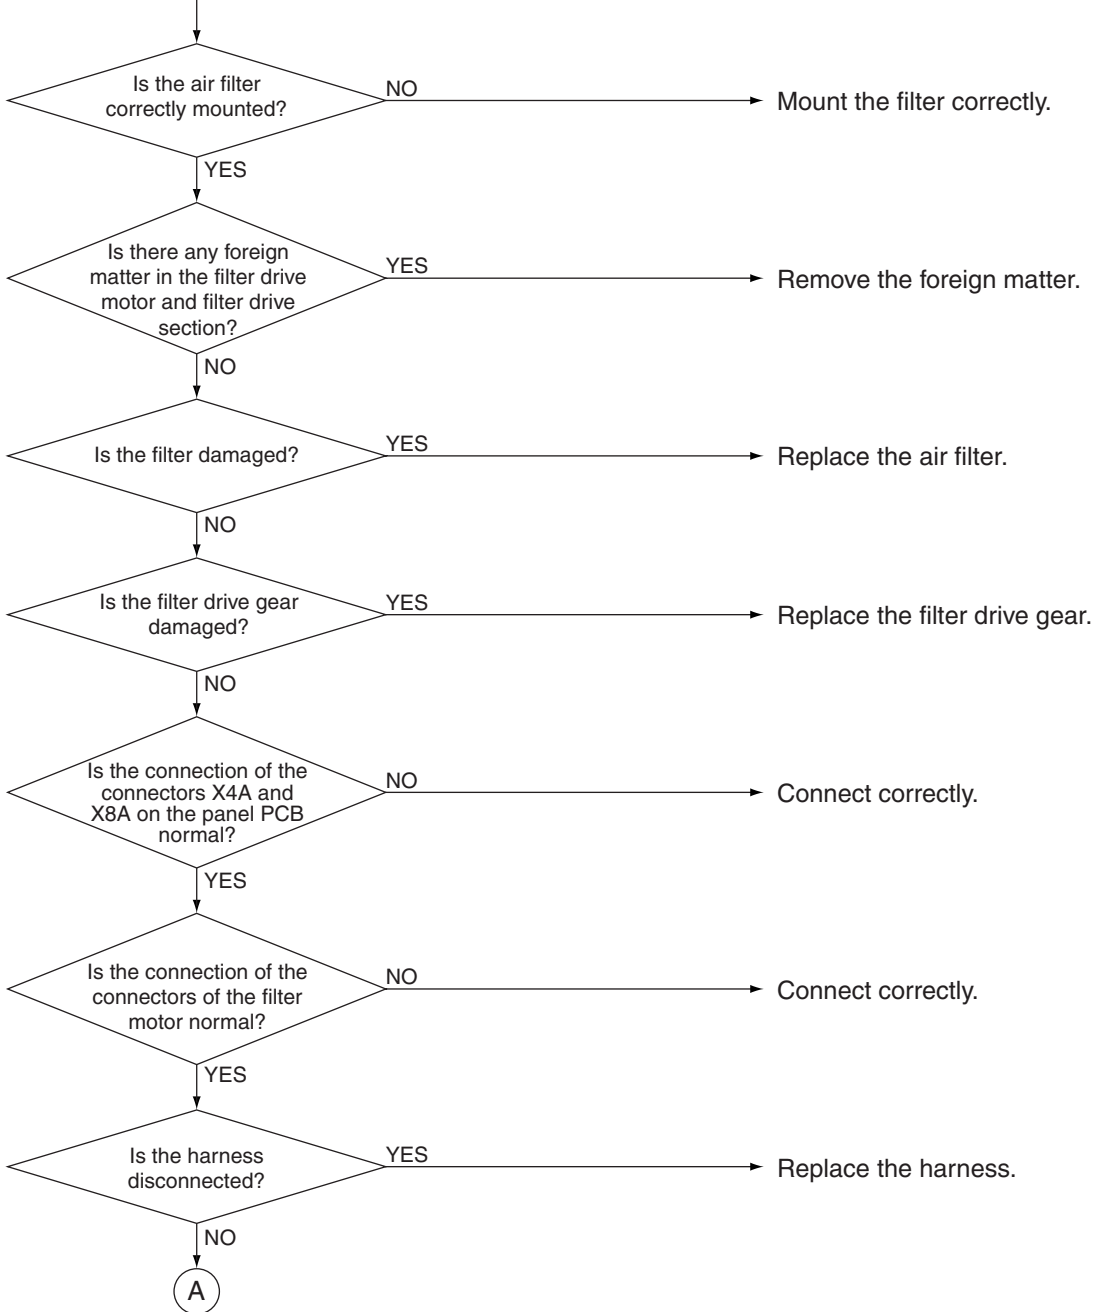 Is the air filter
correctly mounted?
NO
Mount the filter correctly.
YES
Is there any foreign
matter in the filter drive
motor and filter drive
section?
YES
Remove the foreign matter.
NO
Is the filter damaged?
YES
Replace the air filter.
NO
Is the filter drive gear
damaged?
YES
Replace the filter drive gear.
NO
Is the connection of the
connectors X4A and
X8A on the panel PCB
normal?
NO
Connect correctly.
YES
Is the connection of the
connectors of the filter
motor normal?
NO
Connect correctly.
YES
Is the harness
disconnected?
YES
Replace the harness.
NO
A